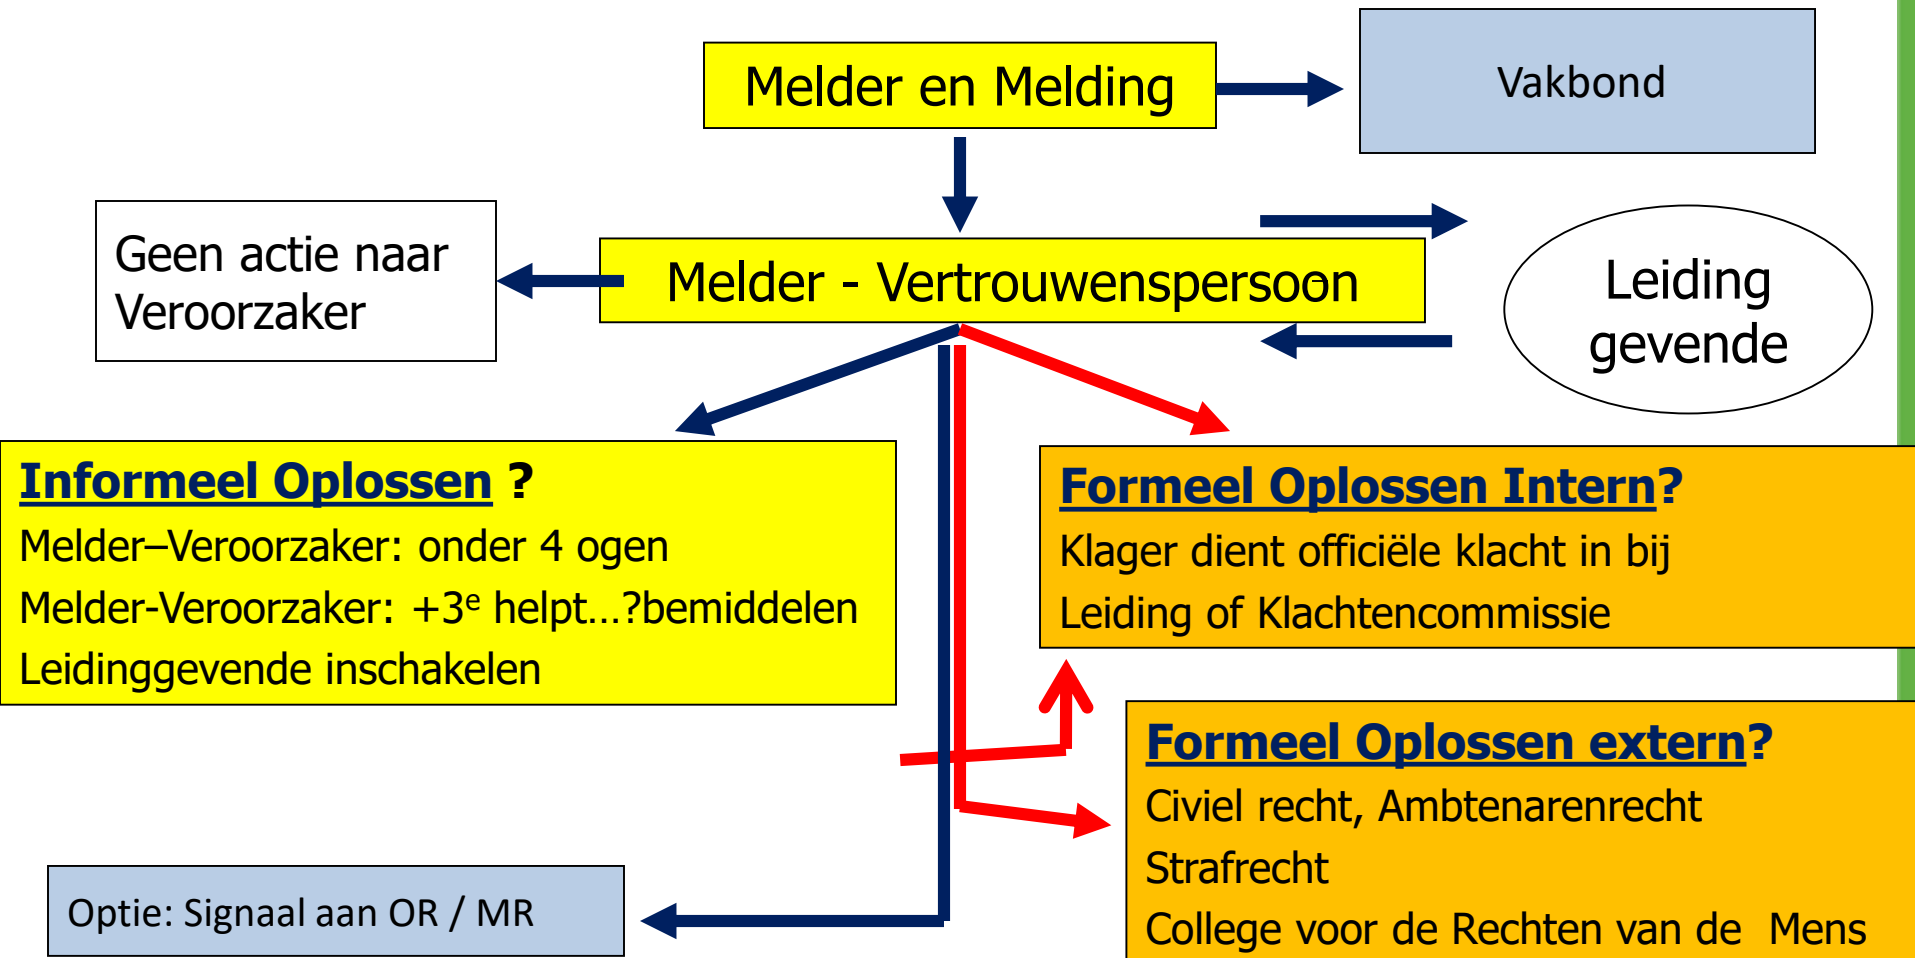 Melder en Melding
Vakbond
Geen actie naar
Veroorzaker
Melder - Vertrouwenspersoon
-
Leiding
gevende
Informeel Oplossen ?
Melder–Veroorzaker: onder 4 ogen
Melder-Veroorzaker: +3e helpt…?bemiddelen
Leidinggevende inschakelen
Formeel Oplossen Intern?
Klager dient officiële klacht in bij
Leiding of Klachtencommissie
Formeel Oplossen extern?
Civiel recht, Ambtenarenrecht
Strafrecht
College voor de Rechten van de  Mens
Optie: Signaal aan OR / MR